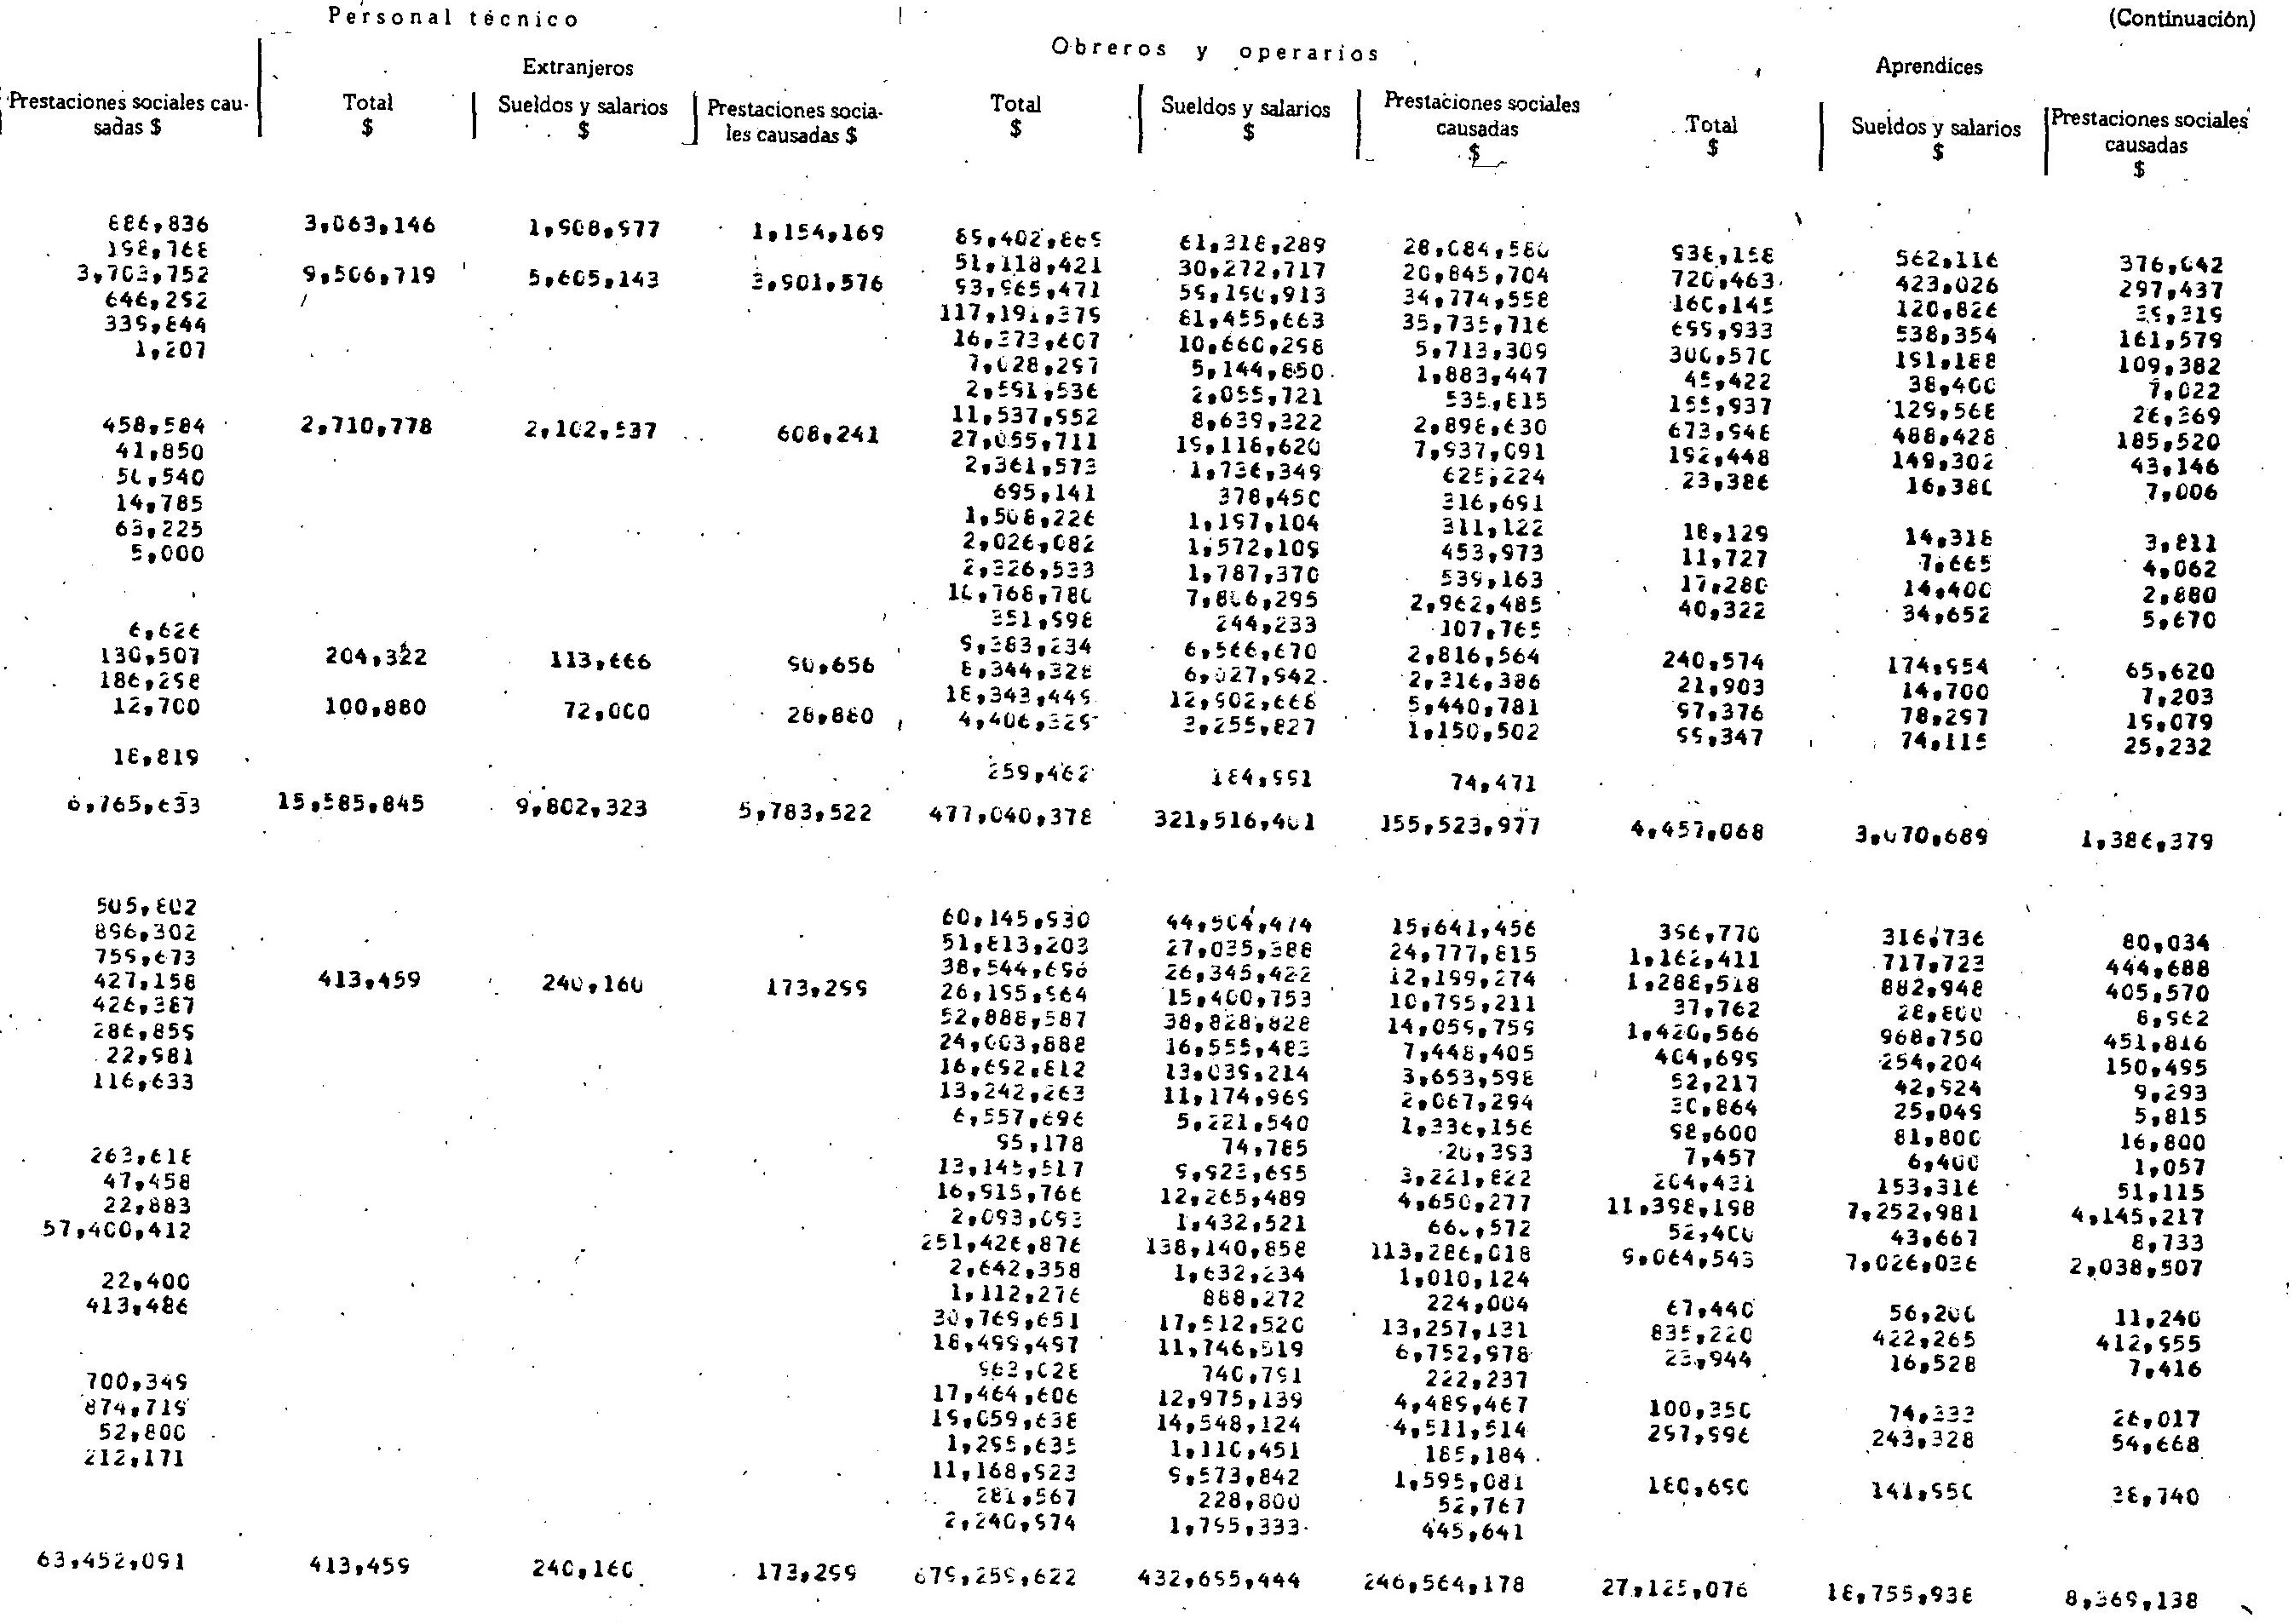 Personal técnico (Continuación)
Obreros y operarios
Extranjeros Aprendices
Prestaciones sociales cau- Total Sueldos y salarios Prestaciones socia- Total Sueldos y salarios Prestaciones sociales Total Sueldos y salarios Prestaciones sociales
sadas $ $ $ les causadas $ $ $ causadas $ $ causadas
$ $
886,836 3,063,146 1,908,977 1,154,169 89,402,869 61,318,289 28,084,580 938,158 562,116 376,042
198,768 51,118,421 30,272,717 20,845,704 720,463 423,026 297,437
3,703,752 9,506,719 5,605,143 3,901,576 93,965,471 59,190,913 34,774,558 160,145 120,826 39,319
646,292 117,191,379 81,455,663 35,735,716 699,933 538,354 161,579
339,844 16,373,607 10,660,298 5,713,309 300,570 191,188 109,382
1,207 7,028,297 5,144,850 1,883,447 45,422 38,400 7,022
2,591,536 2,055,721 535,815 155,937 129,568 26,369
11,537,952 8,639,322 2,898,630 673,948 488,428 185,520
458,584 2,710,778 2,102,537 608,241 27,055,711 19,118,620 7,937,091 192,448 149,302 43,146
41,850 2,361,573 1,736,349 625,224 23,386 16,380 7,006
50,540 695,141 378,450 316,691
14,785 1,508,226 1,197,104 311,122 18,129 14,318 3,811
63,225 2,026,082 1,572,109 453,973 11,727 7,665 4,062
5,000 2,326,533 1,787,370 539,163 17,280 14,400 2,880
10,768,780 7,806,295 2,962,485 40,322 34,652 5,670
351,998 244,233 107,765
6,626 9,383,234 6,566,670 2,816,564 240,574 174,954 65,620
130,507 204,322 113,666 90,656 8,344,328 6,027,942 2,316,386 21,903 14,700 7,203
186,298 18,343,449 12,902,668 5,440,781 97,376 78,297 19,079
12,700 100,880 72,000 28,880 4,406,329 3,255,827 1,150,502 99,347 74,115 25,232
18,819 259,462 184,991 74,471
6,765,633 15,585,845 9,802,323 5,783,522 477,040,378 321,516,401 155,523,977 4,457,068 3,070,689 1,386,379
505,802 60,145,930 44,504,474 15,641,456 396,770 316,736 80,034
896,302 51,813,203 27,035,388 24,777,815 1,162,411 717,723 444,688
759,673 38,544,696 26,345,422 12,199,274 1,288,518 882,948 405,570
427,158 413,459 240,160 173,299 26,195,964 15,400,753 10,795,211 37,762 28,800 8,962
426,387 52,888,587 38,828,828 14,059,759 1,420,566 968,750 451,816
286,859 24,003,888 16,555,483 7,448,405 404,699 254,204 150,495
22,981 16,692,812 13,039,214 3,653,598 52,217 42,924 9,293
116,633 13,242,263 11,174,969 2,067,294 30,864 25,049 5,815
6,557,696 5,221,540 1,336,156 98,600 81,800 16,800
95,178 74,785 20,393 7,457 6,400 1,057
263,618 13,145,517 9,923,695 3,221,822 204,431 153,316 51,115
47,458 16,915,766 12,265,489 4,650,277 11,398,198 7,252,981 4,145,217
22,883 2,093,093 1,432,521 660,572 52,400 43,667 8,733
57,400,412 251,426,876 138,140,858 113,286,018 9,064,543 7,026,036 2,038,507
2,642,358 1,632,234 1,010,124
22,400 1,112,276 888,272 224,004 67,440 56,200 11,240
413,486 30,769,651 17,512,520 13,257,131 835,220 422,265 412,955
18,499,497 11,746,519 6,752,978 23,944 16,528 7,416
963,028 740,791 222,237
700,349 17,464,606 12,975,139 4,489,467 100,350 74,333 26,017
874,719 19,059,638 14,548,124 4,511,514 297,996 243,328 54,668
52,800 1,295,635 1,110,451 185,184
212,171 11,168,923 9,573,842 1,595,081 180,690 141,950 38,740
281,567 228,800 52,767
2,240,974 1,795,333 445,641
63,452,091 413,459 240,160 173,299 679,259,622 432,695,444 246,564,178 27,125,076 18,755,938 8,369,138